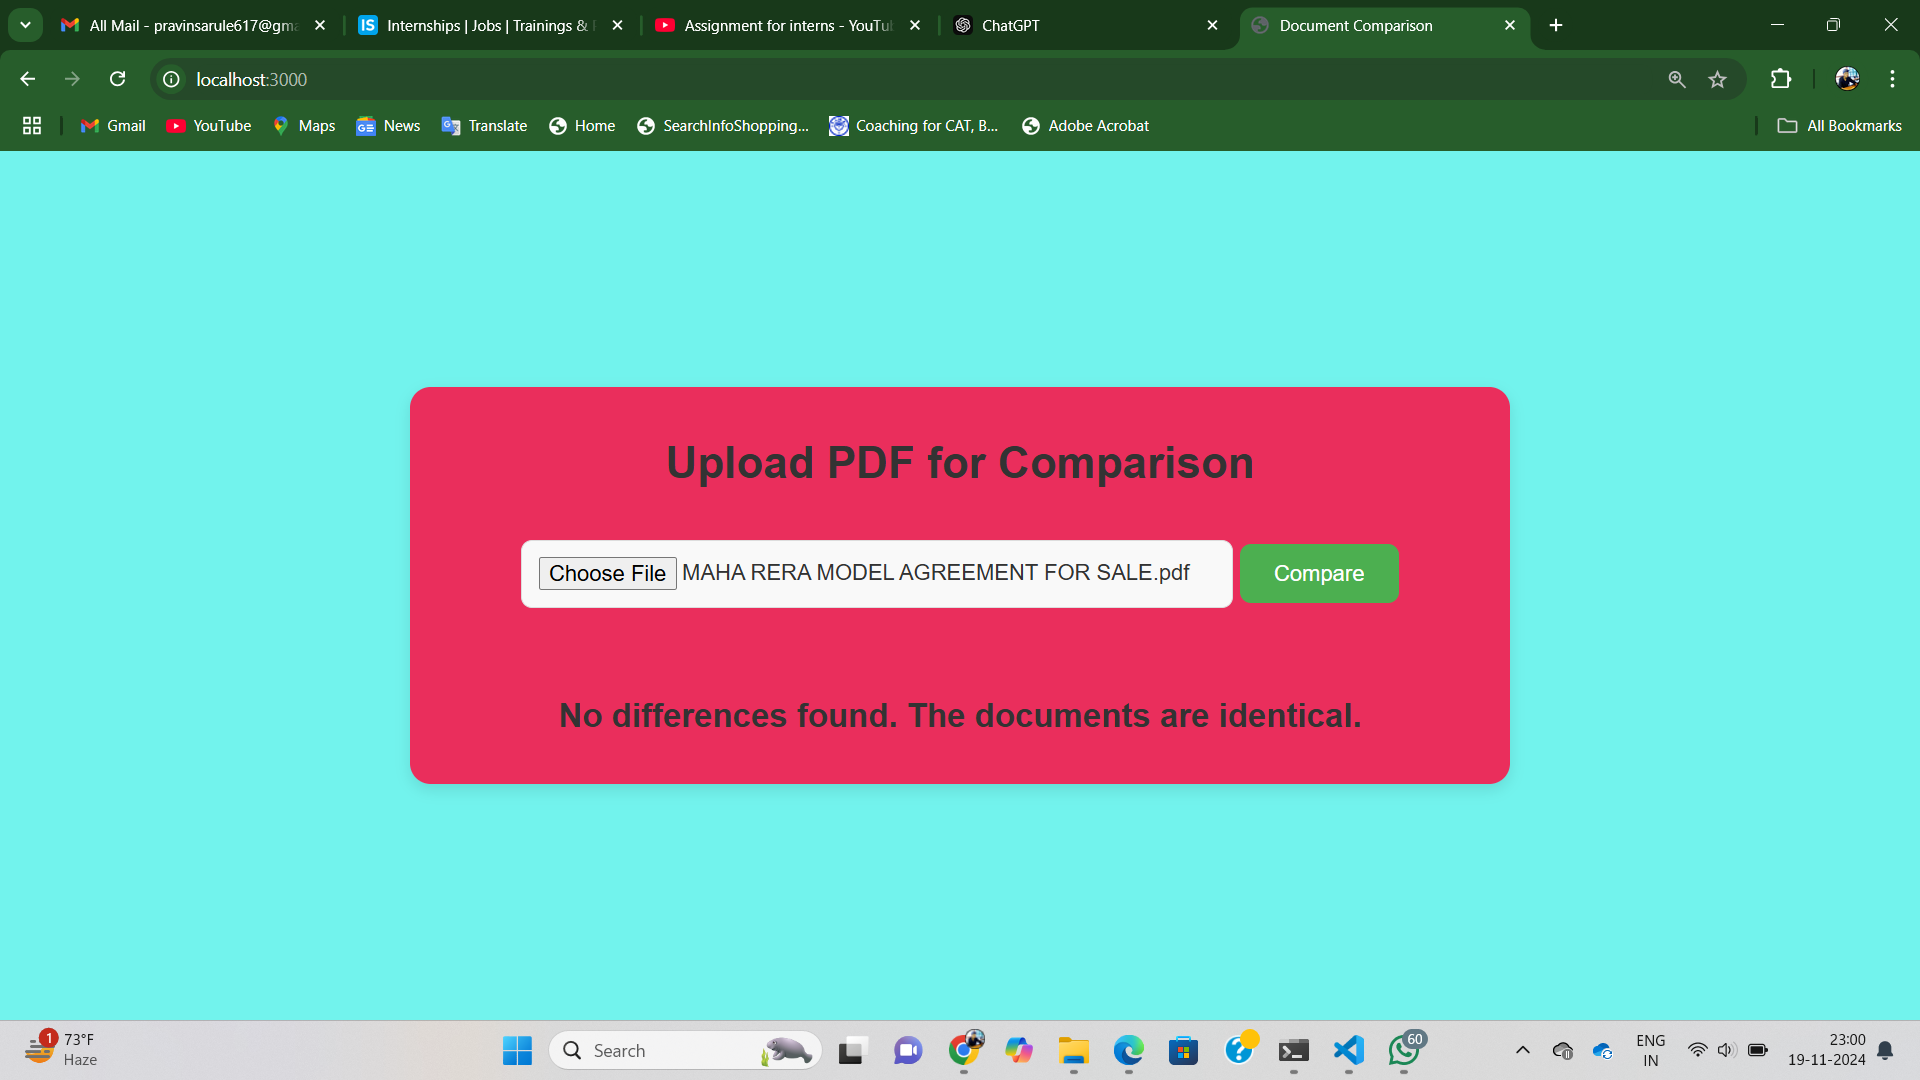 All Mail - pravinsarule617@gma
Internships | Jobs | Trainings &
Assignment for interns - YouTu
ChatGPT
Document Comparison
localhost:3000
Gmail
YouTube
Maps
News
Translate
Home
SearchInfoShopping...
Coaching for CAT, B...
Adobe Acrobat
All Bookmarks
Upload PDF for Comparison
Choose File MAHA RERA MODEL AGREEMENT FOR SALE.pdf
Compare
No differences found. The documents are identical.
1
73°F
Haze
Search
60
ENG
IN
23:00
19-11-2024